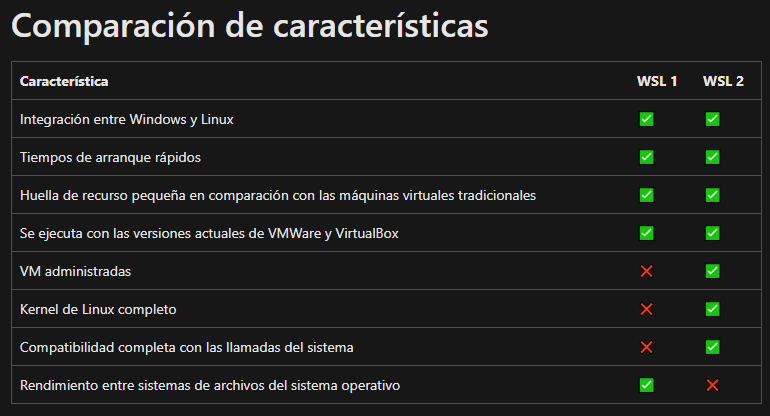 Comparación de características
Característica WSL 1 WSL 2
Integración entre Windows y Linux ✅ ✅
Tiempos de arranque rápidos ✅ ✅
Huella de recurso pequeña en comparación con las máquinas virtuales tradicionales ✅ ✅
Se ejecuta con las versiones actuales de VMWare y VirtualBox ✅ ✅
VM administradas ❌ ✅
Kernel de Linux completo ❌ ✅
Compatibilidad completa con las llamadas del sistema ❌ ✅
Rendimiento entre sistemas de archivos del sistema operativo ✅ ❌